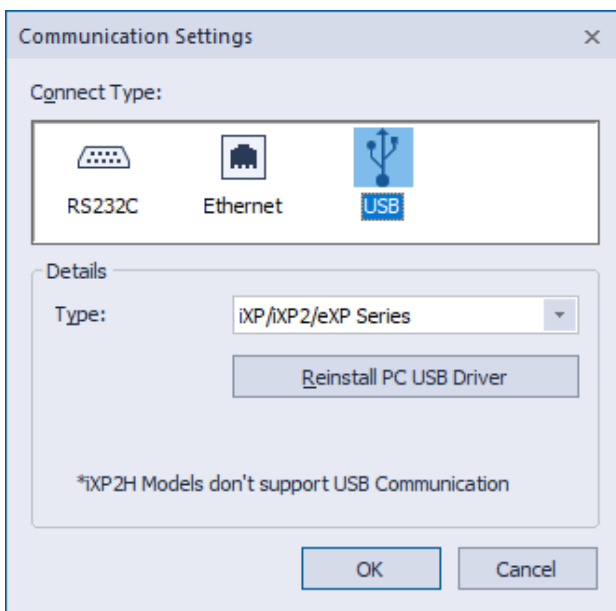 Communication Settings
Connect Type:
RS232C Ethernet USB
Details
Type: iXP/iXP2/eXP Series
Reinstall PC USB Driver
*iXP2H Models don't support USB Communication
OK Cancel